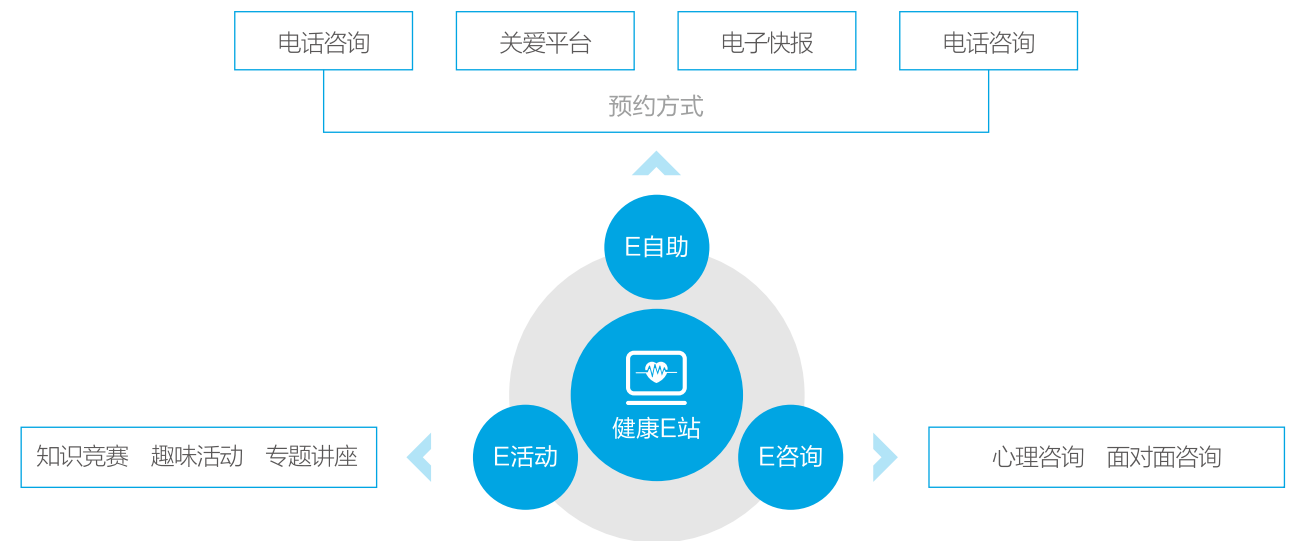 电话咨询 关爱平台 电子快报 电话咨询
预约方式
E自助
健康E站
知识竞赛 趣味活动 专题讲座
E活动
E咨询
心理咨询 面对面咨询